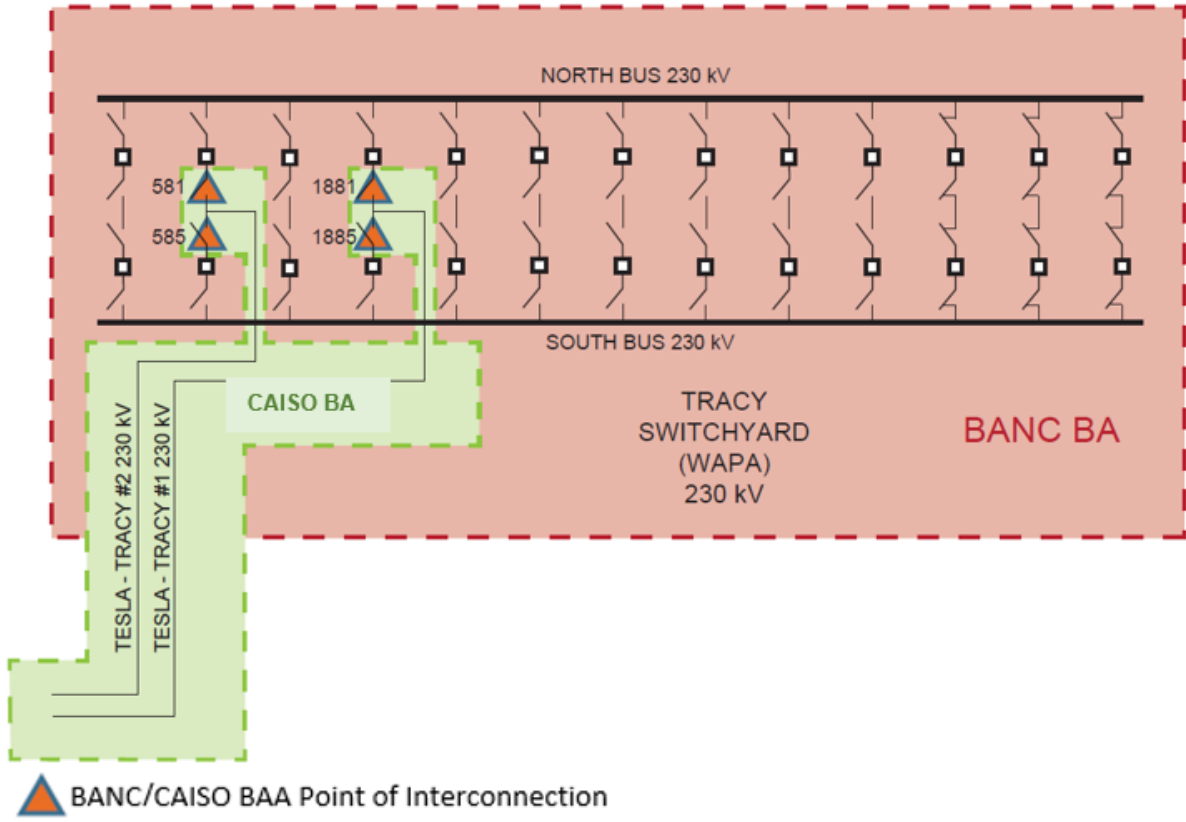 NORTH BUS 230 kV
581
1881
585
1885
SOUTH BUS 230 kV
CAISO BA
TRACY
SWITCHYARD
(WAPA)
230 kV
BANC BA
TESLA - TRACY #2 230 kV
TESLA - TRACY #1 230 kV
BANC/CAISO BAA Point of Interconnection